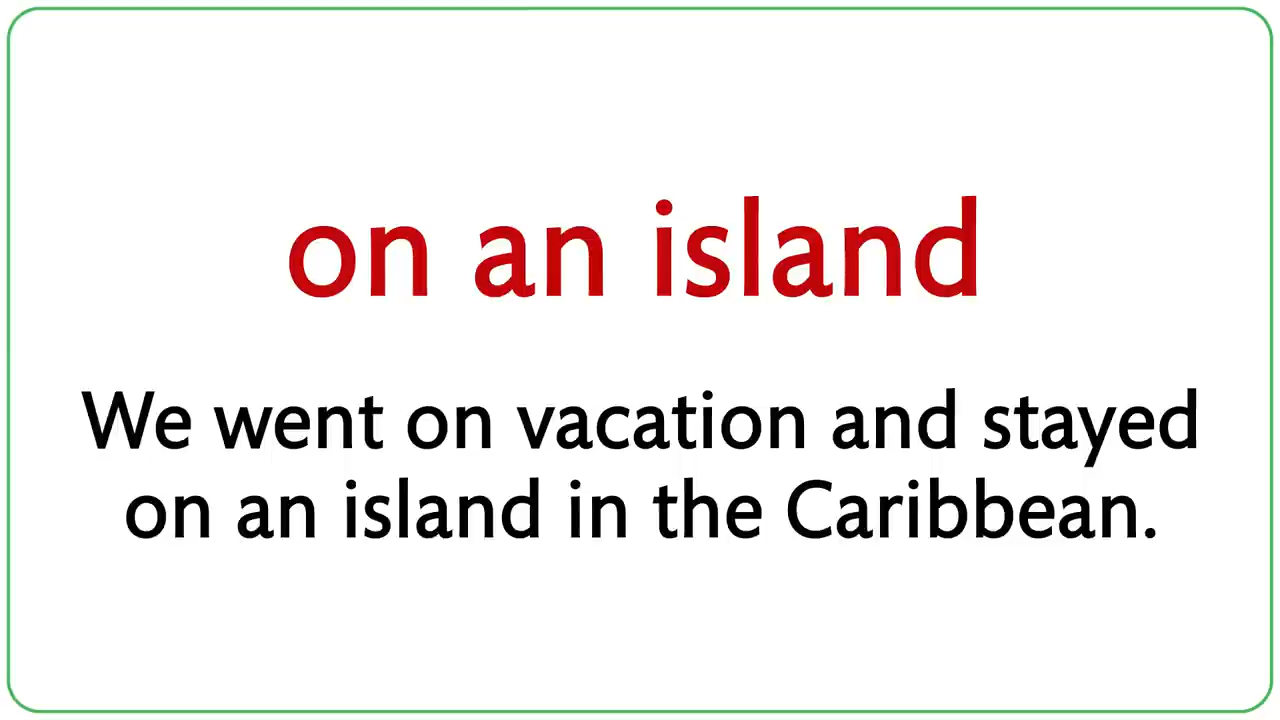 on an island
We went on vacation and stayed
on an island in the Caribbean.